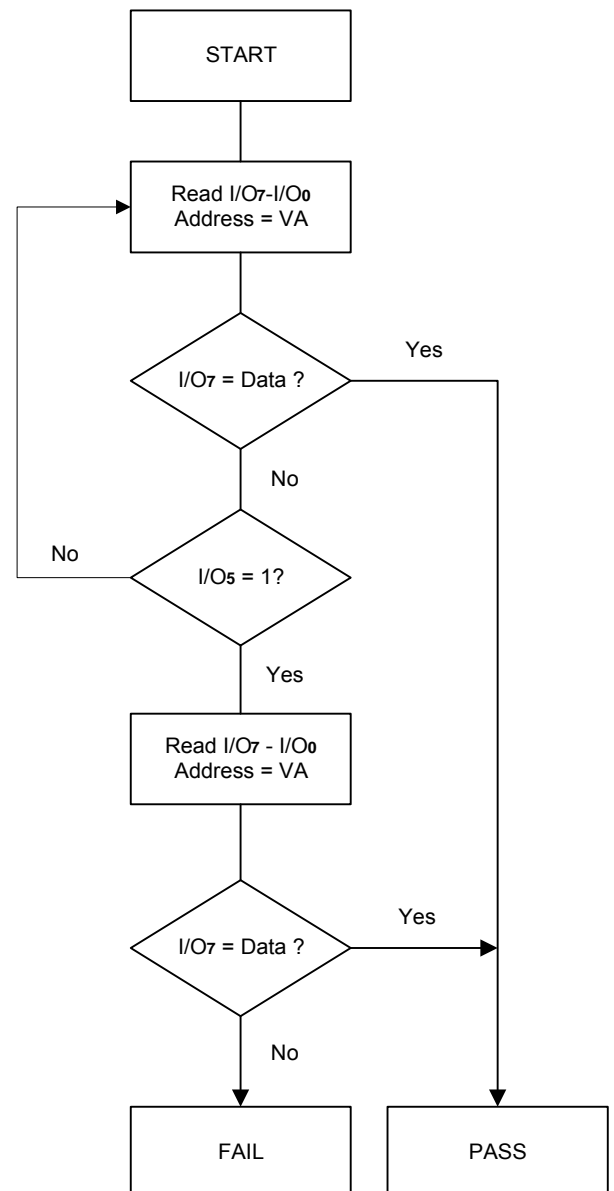 START
Read I/O7-I/O0
Address = VA
Yes
I/O7 = Data ?
No
No
I/O5 = 1?
Yes
Read I/O7 - I/O0
Address = VA
Yes
I/O7 = Data ?
No
FAIL
PASS